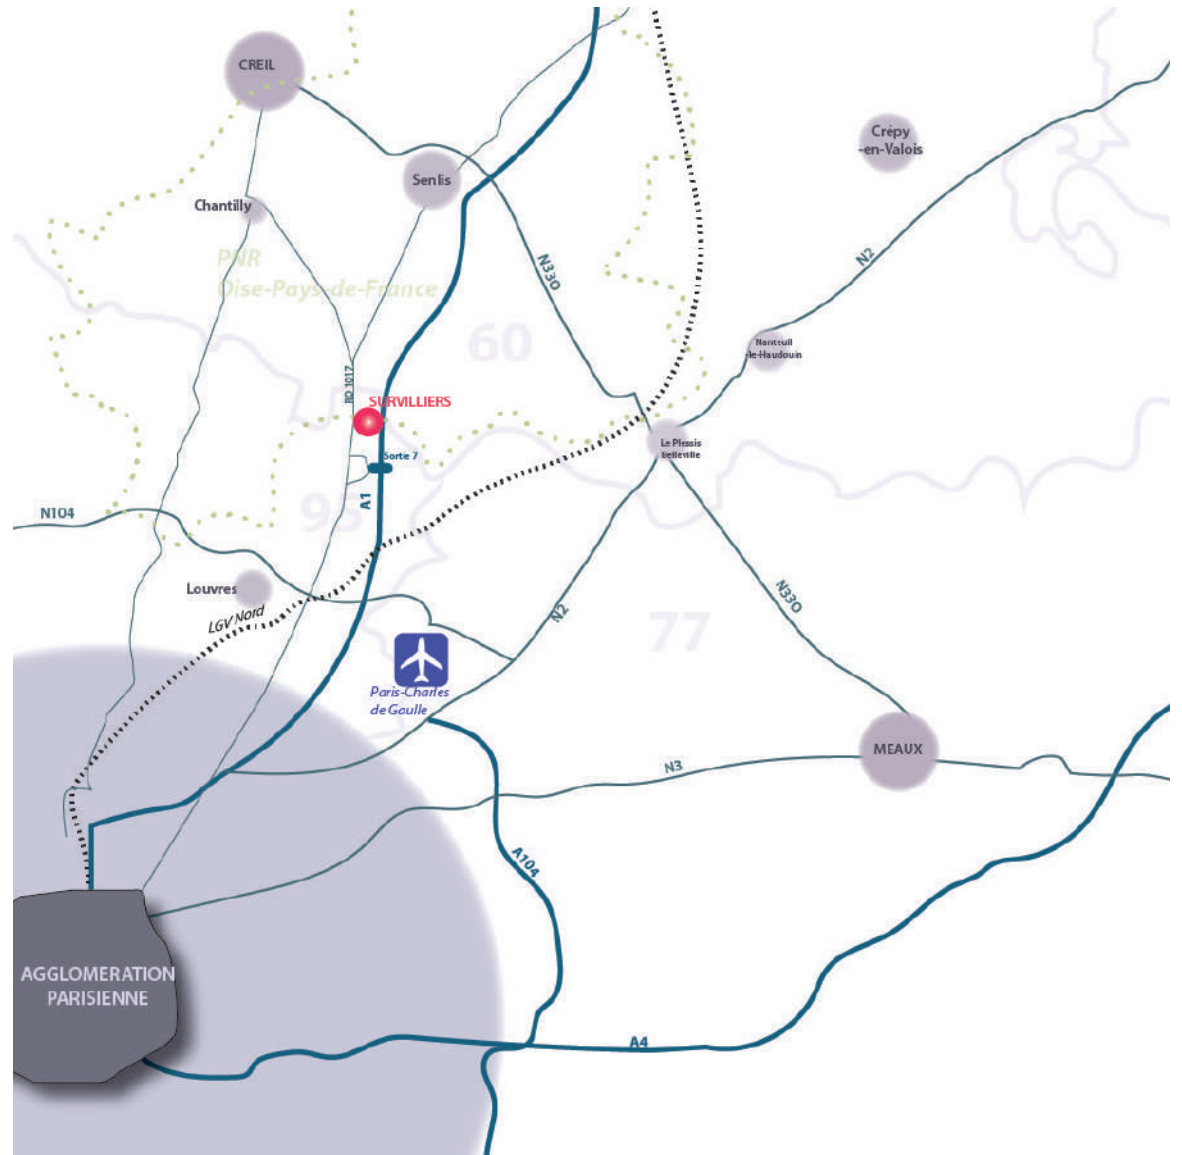 CREIL
Crépy
-en-Valois
Senlis
Chantilly
PNR
Oise-Pays-de-France
N2
N330
60
Nanteuil
-le-Haudouin
RD 1017
SURVILLIERS
Le Plessis
Belleville
Sortie 7
A1
95
N104
Louvres
LGV Nord
N2
N330
77
Paris-Charles
de Gaulle
MEAUX
N3
A104
AGGLOMERATION
PARISIENNE
A4